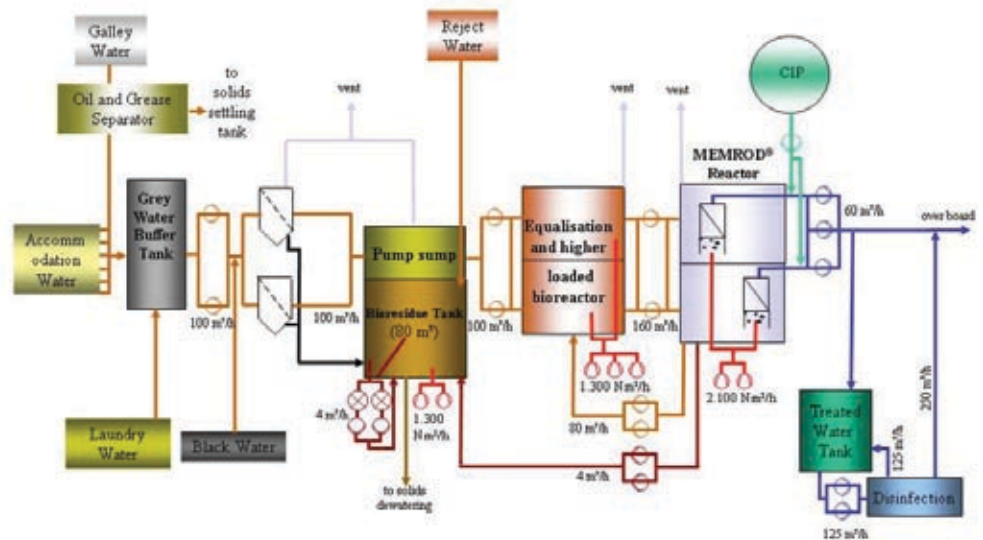 Galley
Water
Oil and Grease
Separator
to
solids
settling
tank
Accomm
odation
Water
Grey
Water
Buffer
Tank
100 m³/h
Laundry
Water
Black Water
vent
100 m³/h
Reject
Water
Pump sump
Bioresidue Tank
(80 m³)
4 m³/h
1.300
Nm³/h
to solids
dewatering
100 m³/h
Equalisation
and higher
loaded
bioreactor
vent
vent
160 m³/h
1.300 Nm³/h
80 m³/h
4 m³/h
CIP
MEMROD®
Reactor
2.100 Nm³/h
60 m³/h
over board
Treated
Water
Tank
125 m³/h
230 m³/h
Disinfection
125 m³/h